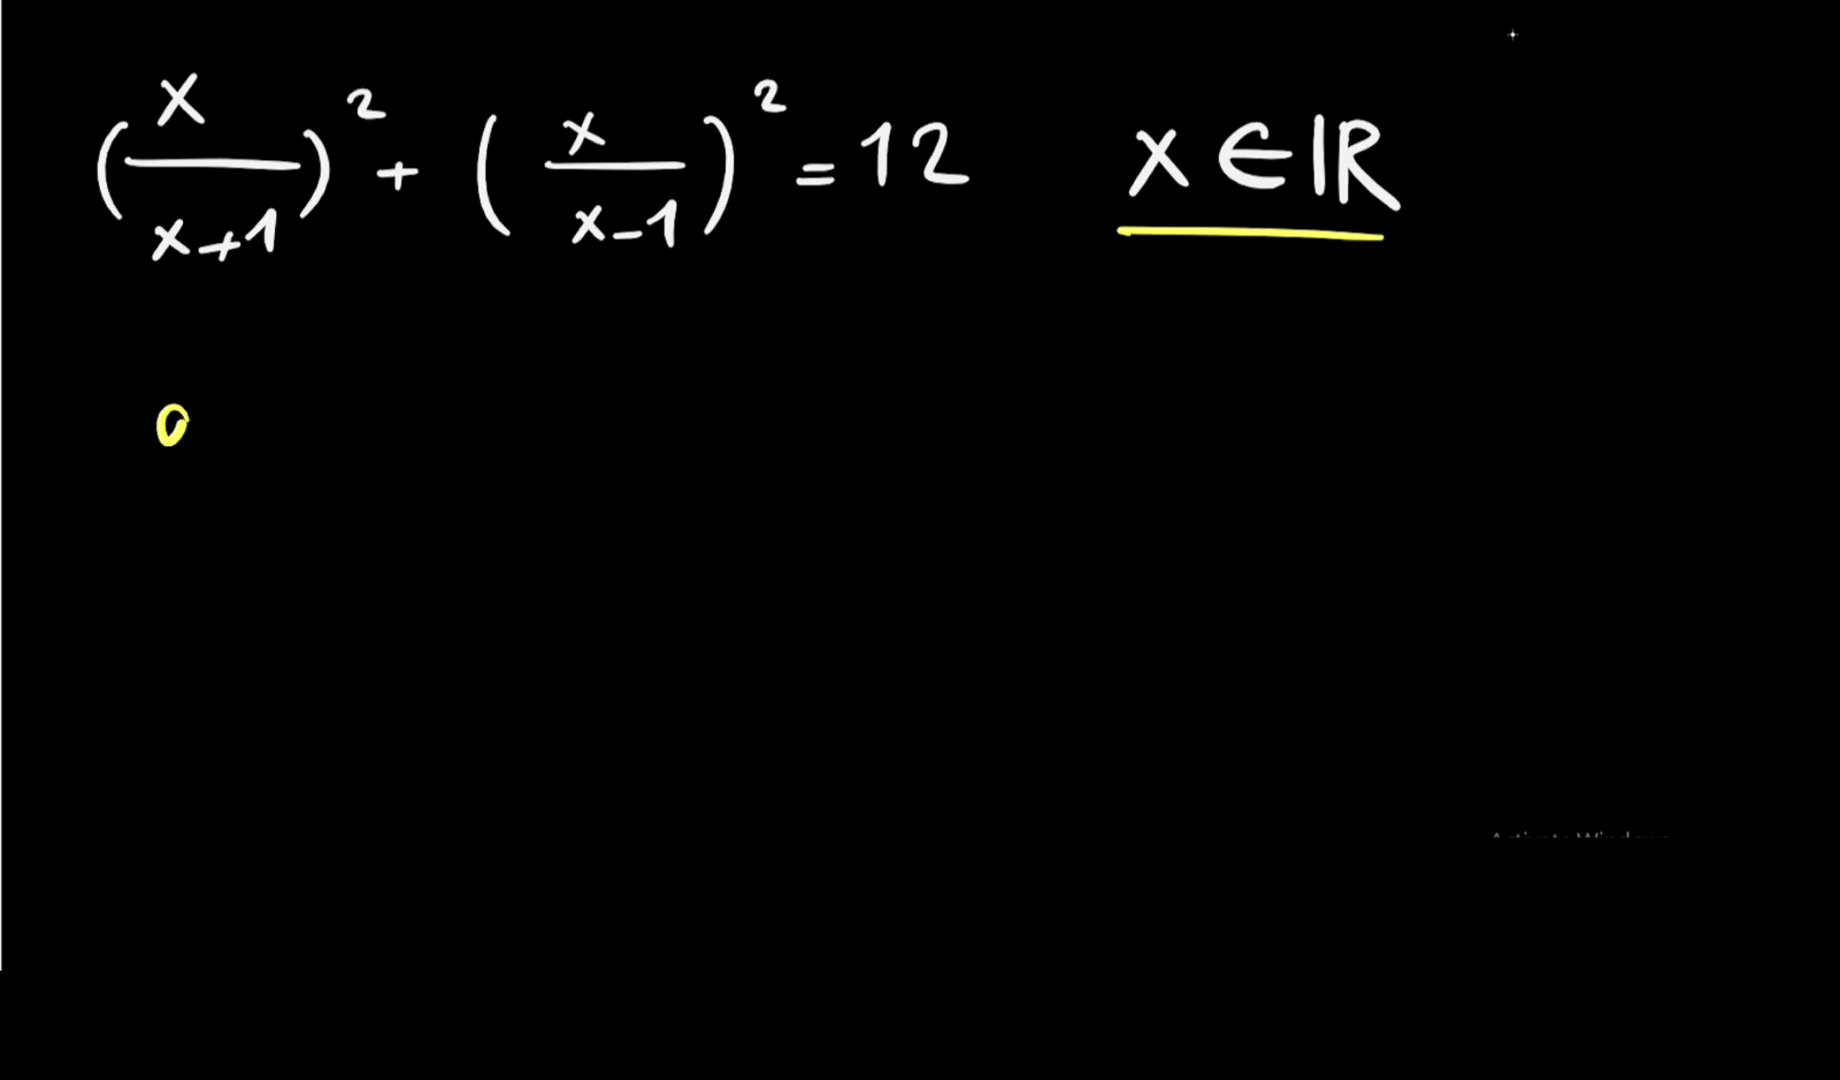 (x/(x+1))² + (x/(x-1))² = 12 x ∈ ℝ
0